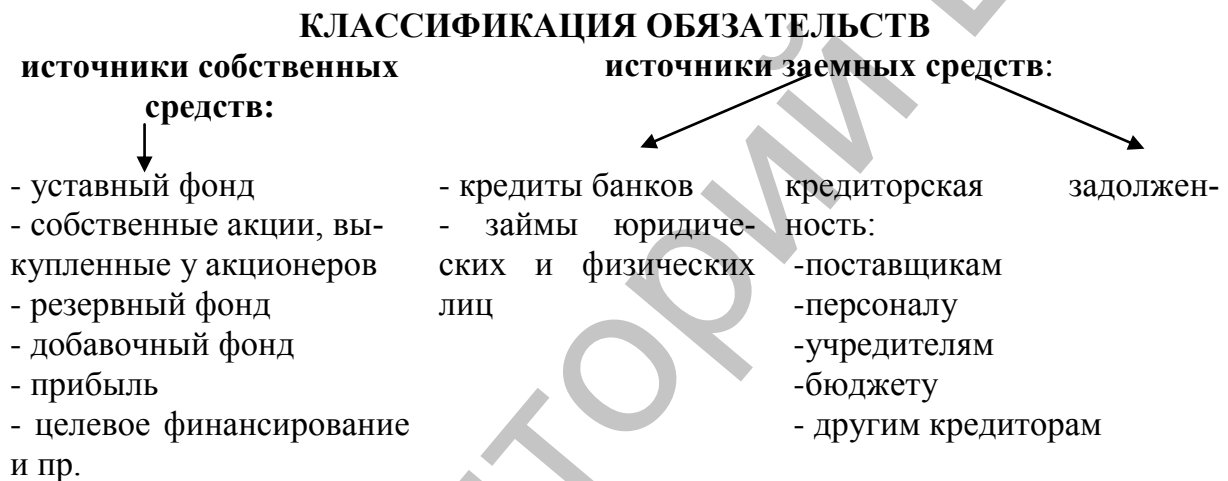 КЛАССИФИКАЦИЯ ОБЯЗАТЕЛЬСТВ
источники собственных
средств:
- уставный фонд
- собственные акции, вы-
купленные у акционеров
- резервный фонд
- добавочный фонд
- прибыль
- целевое финансирование
и пр.
источники заемных средств:
- кредиты банков
- займы юридиче-
ских и физических
лиц
кредиторская задолжен-
ность:
-поставщикам
-персоналу
-учредителям
-бюджету
- другим кредиторам